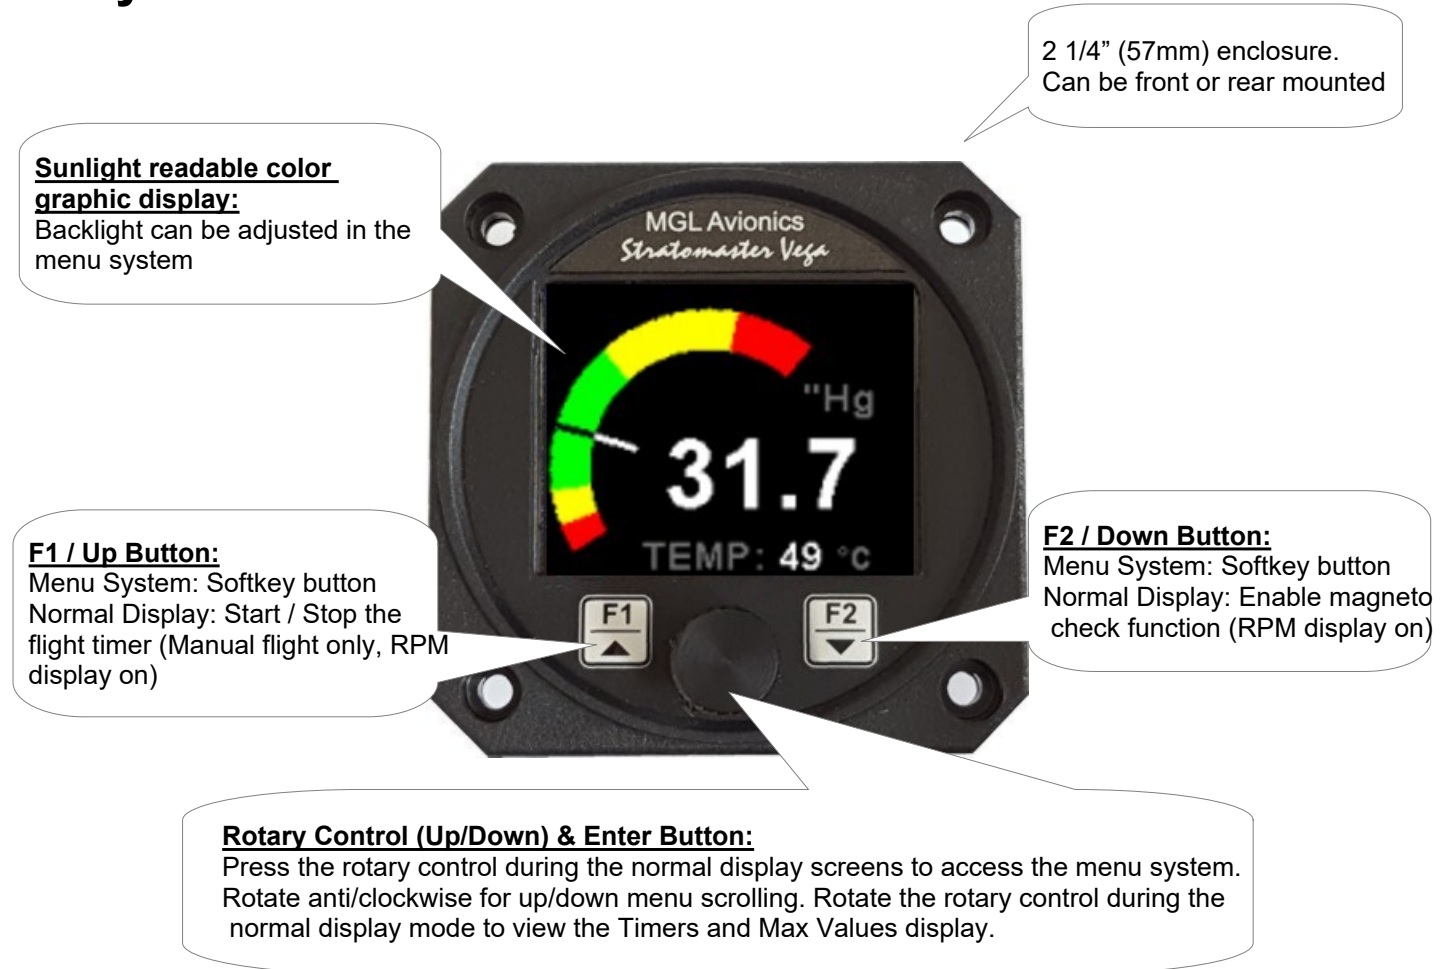 2 1/4” (57mm) enclosure.
Can be front or rear mounted
Sunlight readable color
graphic display:
Backlight can be adjusted in the
menu system
MGL Avionics
Stratomaster Vega
"Hg
31.7
TEMP: 49 °C
F1 / Up Button:
Menu System: Softkey button
Normal Display: Start / Stop the
flight timer (Manual flight only, RPM
display on)
F2 / Down Button:
Menu System: Softkey button
Normal Display: Enable magneto
check function (RPM display on)
F1
F2
Rotary Control (Up/Down) & Enter Button:
Press the rotary control during the normal display screens to access the menu system.
Rotate anti/clockwise for up/down menu scrolling. Rotate the rotary control during the
normal display mode to view the Timers and Max Values display.